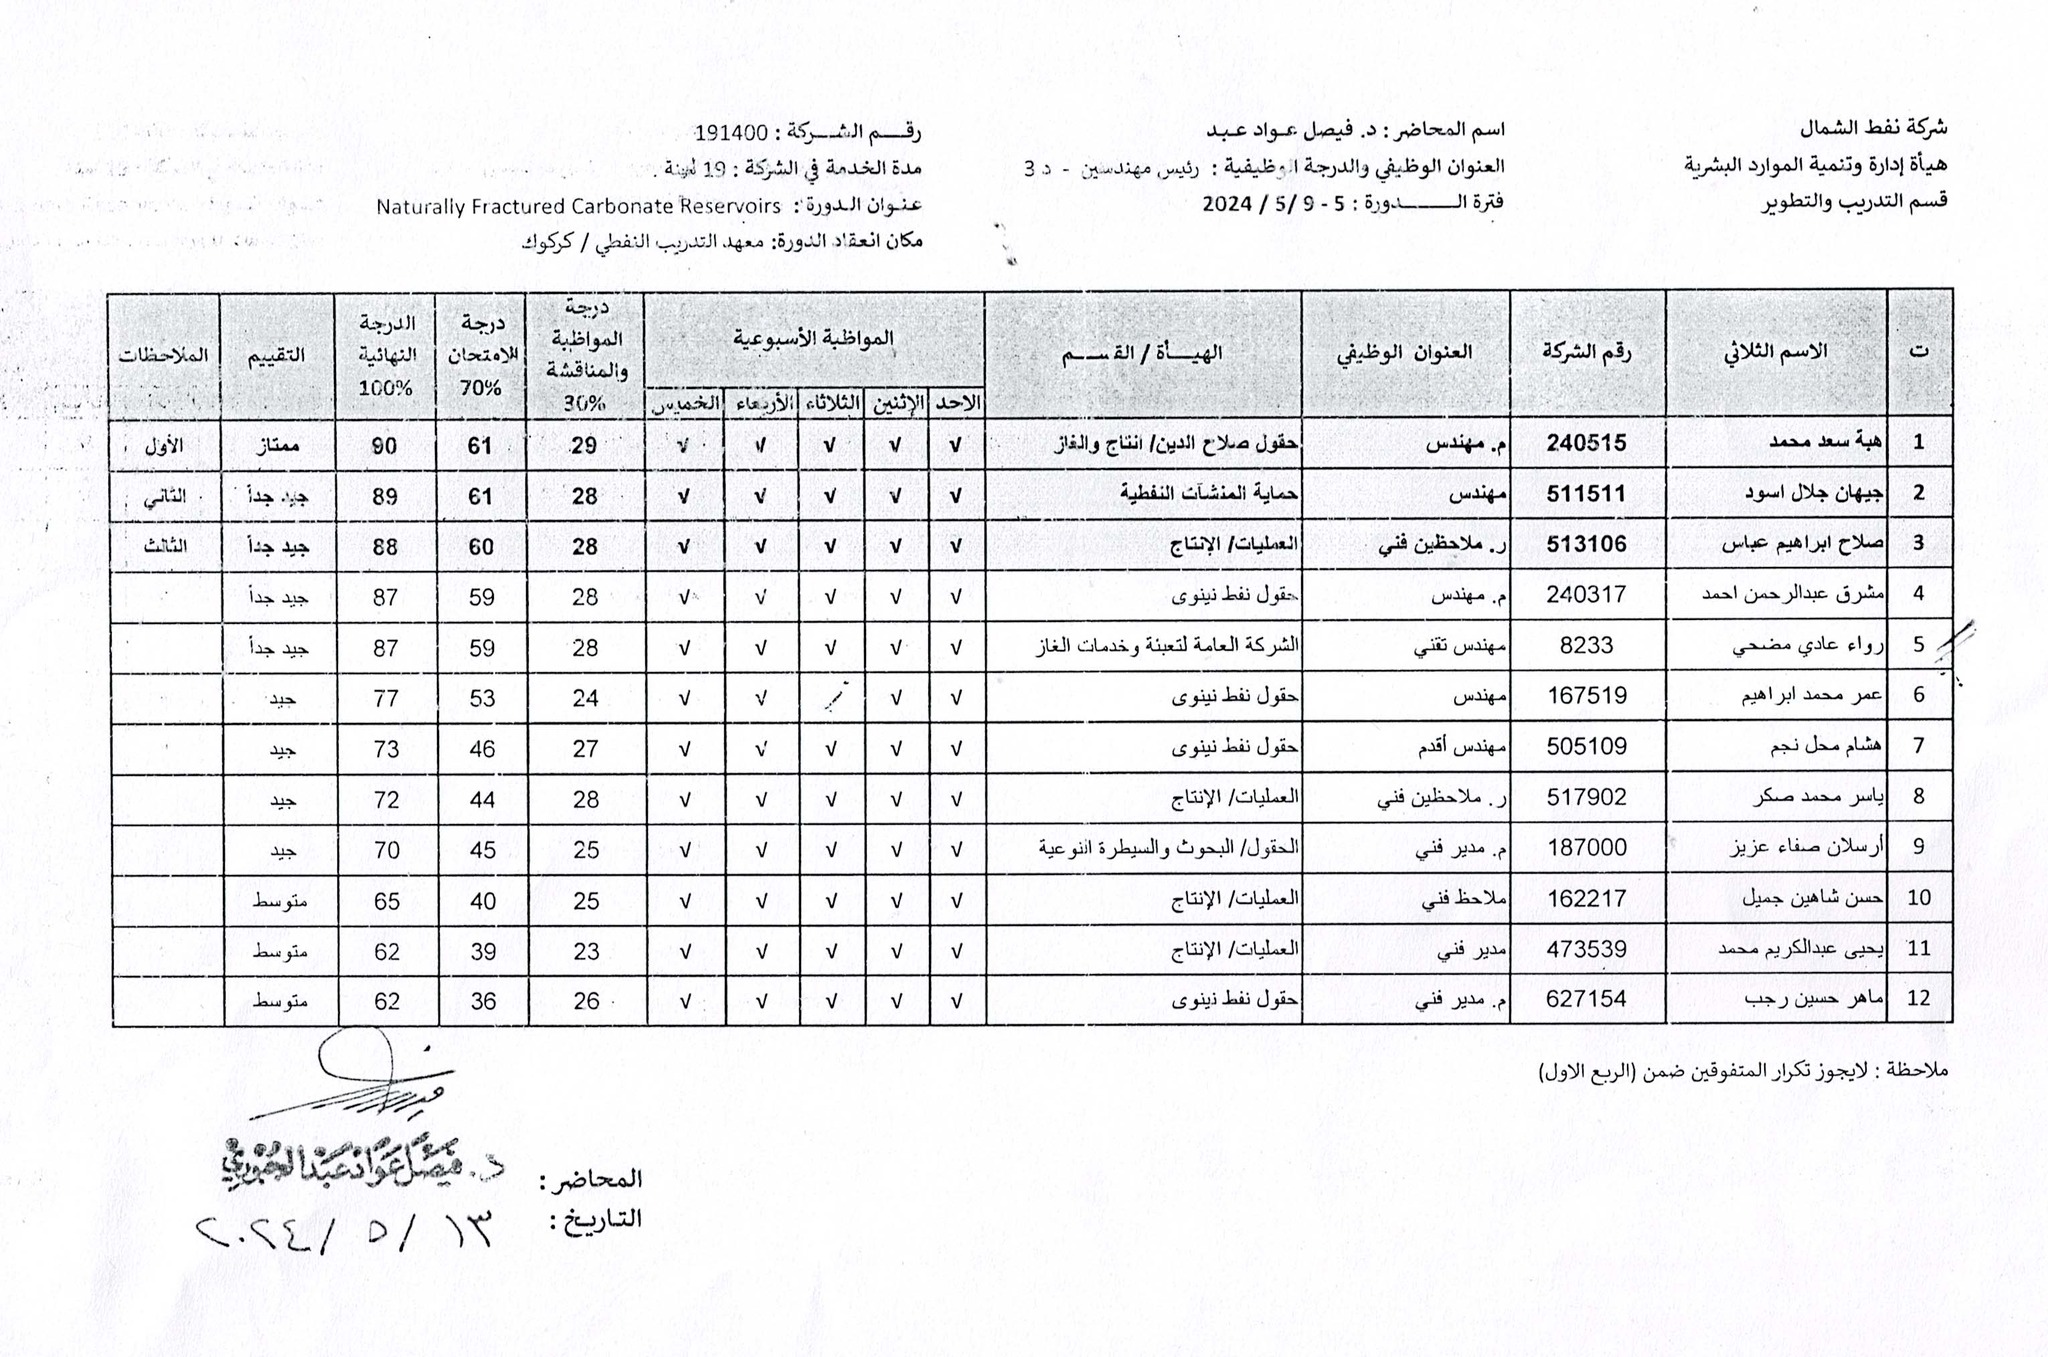 شركة نفط الشمال
هيأة إدارة وتنمية الموارد البشرية
قسم التدريب والتطوير
اسم المحاضر : د. فيصل عواد عبد
العنوان الوظيفي والدرجة الوظيفية : رئيس مهندسين - د 3
فترة الدورة : 5 - 9 /5 / 2024
رقم الشركة : 191400
مدة الخدمة في الشركة : 19 سنة .
عنوان الدورة : Naturally Fractured Carbonate Reservoirs
مكان انعقاد الدورة: معهد التدريب النفطي / كركوك
ت الاسم الثلاثي رقم الشركة العنوان الوظيفي الهيأة / القسم المواظبة الأسبوعية درجة المواظبة والمناقشة 30% درجة الامتحان 70% الدرجة النهائية 100% التقييم الملاحظات
الاحد الإثنين الثلاثاء الأربعاء الخميس
1 هبة سعد محمد 240515 م. مهندس حقول صلاح الدين/ انتاج والغاز √ √ √ √ √ 29 61 90 ممتاز الأول
2 جيهان جلال اسود 511511 مهندس حماية المنشآت النفطية √ √ √ √ √ 28 61 89 جيد جداً الثاني
3 صلاح ابراهيم عباس 513106 ر. ملاحظين فني العمليات/ الإنتاج √ √ √ √ √ 28 60 88 جيد جداً الثالث
4 مشرق عبدالرحمن احمد 240317 م. مهندس حقول نفط نينوى √ √ √ √ √ 28 59 87 جيد جداً
5 رواء عادي مضحي 8233 مهندس تقني الشركة العامة لتعبئة وخدمات الغاز √ √ √ √ √ 28 59 87 جيد جداً
6 عمر محمد ابراهيم 167519 مهندس حقول نفط نينوى √ √ √ √ 24 53 77 جيد
7 هشام محل نجم 505109 مهندس أقدم حقول نفط نينوى √ √ √ √ √ 27 46 73 جيد
8 ياسر محمد صكر 517902 ر. ملاحظين فني العمليات/ الإنتاج √ √ √ √ √ 28 44 72 جيد
9 أرسلان صفاء عزيز 187000 م. مدير فني الحقول/ البحوث والسيطرة النوعية √ √ √ √ √ 25 45 70 جيد
10 حسن شاهين جميل 162217 ملاحظ فني العمليات/ الإنتاج √ √ √ √ √ 25 40 65 متوسط
11 يحيى عبدالكريم محمد 473539 مدير فني العمليات/ الإنتاج √ √ √ √ √ 23 39 62 متوسط
12 ماهر حسين رجب 627154 م. مدير فني حقول نفط نينوى √ √ √ √ √ 26 36 62 متوسط
ملاحظة : لايجوز تكرار المتفوقين ضمن (الربع الاول)
المحاضر : د. فيصل عواد عبد الجبوري
التاريخ : ١٣ / ٥ / ٢٠٢٤